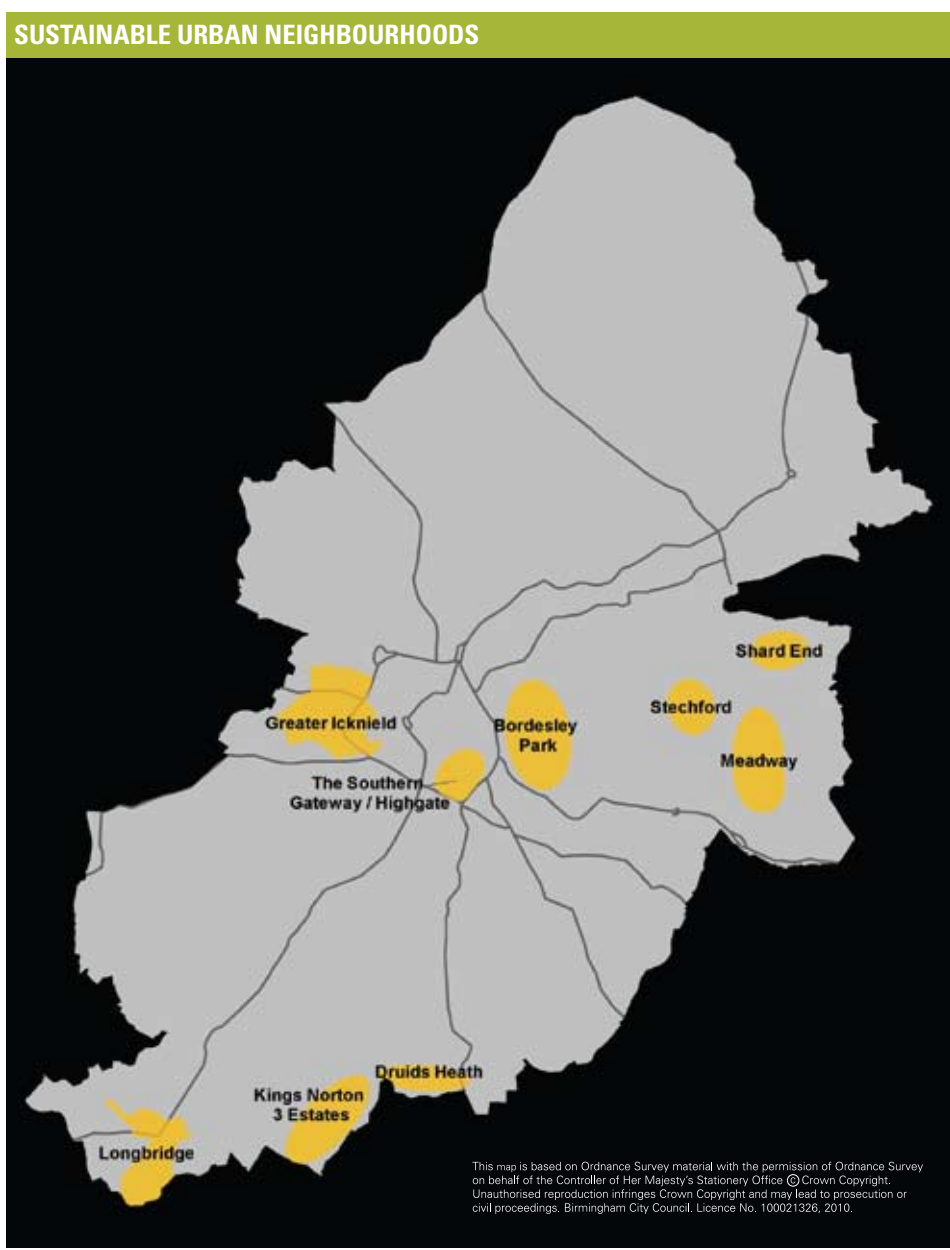 SUSTAINABLE URBAN NEIGHBOURHOODS
Shard End
Stechford
Greater Icknield
Bordesley
Park
Meadway
The Southern
Gateway / Highgate
Druids Heath
Kings Norton
3 Estates
Longbridge
This map is based on Ordnance Survey material with the permission of Ordnance Survey
on behalf of the Controller of Her Majesty's Stationery Office © Crown Copyright.
Unauthorised reproduction infringes Crown Copyright and may lead to prosecution or
civil proceedings. Birmingham City Council. Licence No. 100021326, 2010.